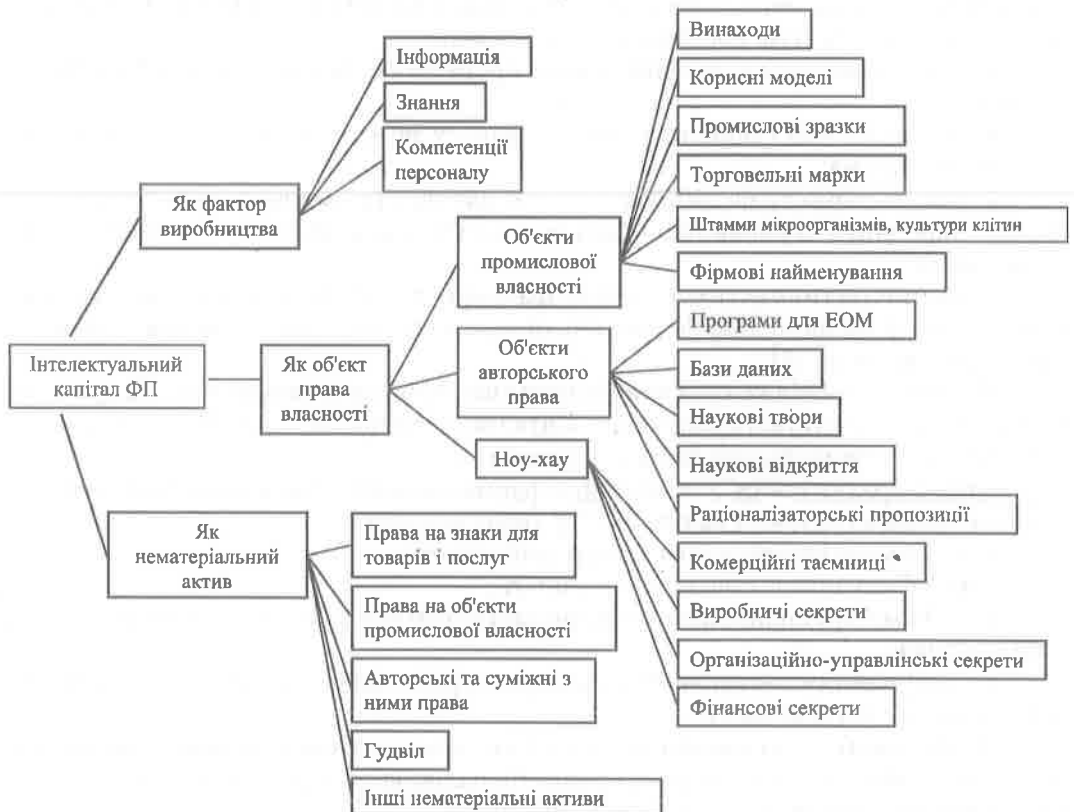 Інтелектуальний
капітал ФП
Як фактор
виробництва
Інформація
Знання
Компетенції
персоналу
Як об'єкт
права
власності
Об'єкти
промислової
власності
Винаходи
Корисні моделі
Промислові зразки
Торговельні марки
Штамми мікроорганізмів, культури клітин
Фірмові найменування
Об'єкти
авторського
права
Програми для ЕОМ
Бази даних
Наукові твори
Наукові відкриття
Раціоналізаторські пропозиції
Ноу-хау
Комерційні таємниці
Виробничі секрети
Організаційно-управлінські секрети
Фінансові секрети
Як
нематеріальний
актив
Права на знаки для
товарів і послуг
Права на об'єкти
промислової власності
Авторські та суміжні з
ними права
Гудвіл
Інші нематеріальні активи